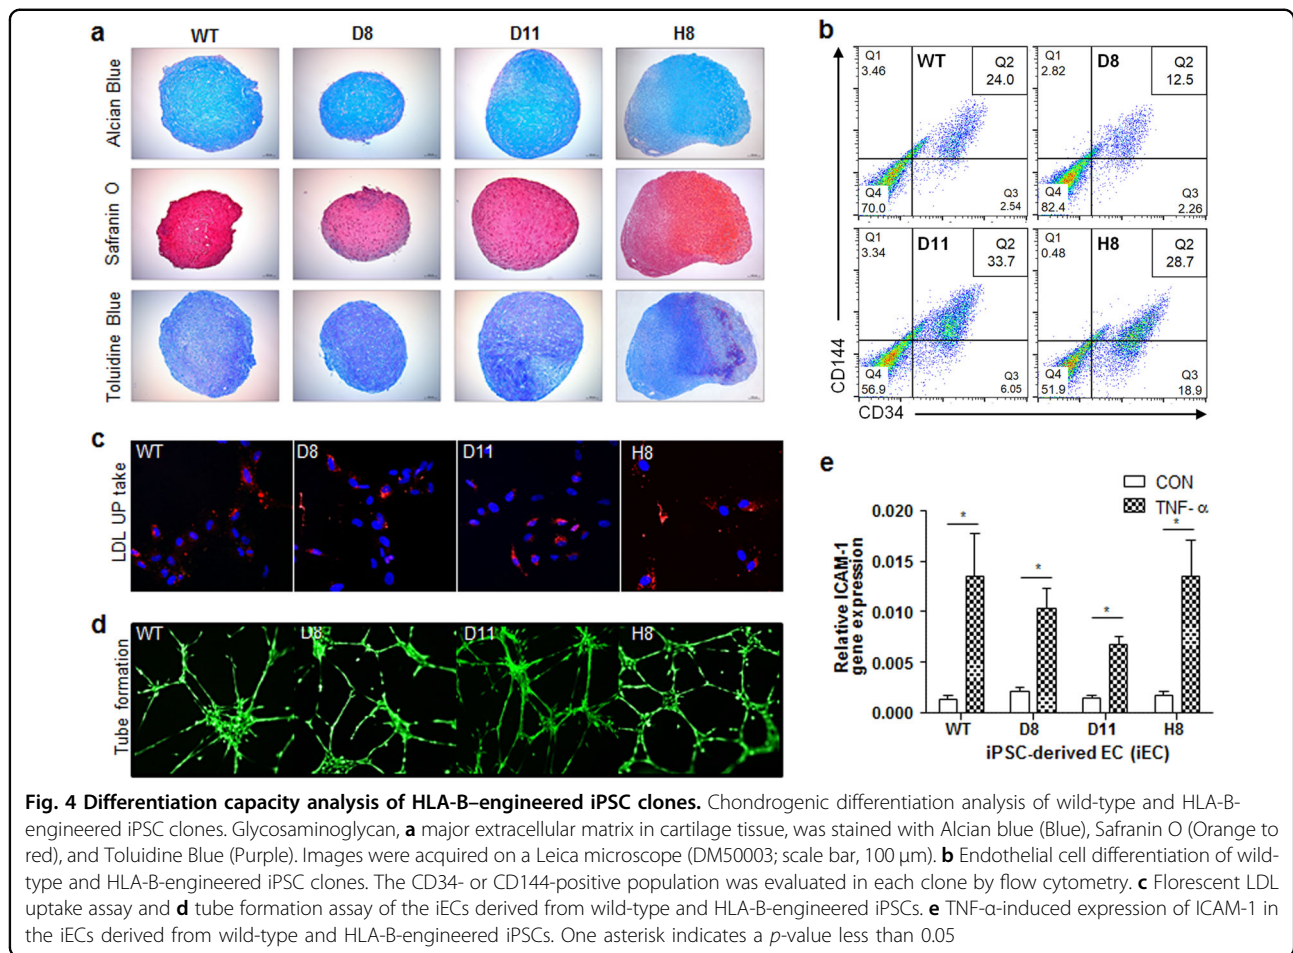 a
WT
D8
D11
H8
Alcian Blue
Safranin O
Toluidine Blue
b
Q1
3.46
WT
Q2
24.0
Q4
70.0
Q3
2.54
Q1
2.82
D8
Q2
12.5
Q4
82.4
Q3
2.26
Q1
3.34
D11
Q2
33.7
Q4
56.9
Q3
6.05
Q1
0.48
H8
Q2
28.7
Q4
51.9
Q3
18.9
CD144
CD34
c
LDL UP take
WT
D8
D11
H8
d
Tube formation
WT
D8
D11
H8
e
CON
TNF- α
Relative ICAM-1
gene expression
0.020
0.015
0.010
0.005
0.000
*
*
*
*
WT
D8
D11
H8
iPSC-derived EC (iEC)
Fig. 4 Differentiation capacity analysis of HLA-B–engineered iPSC clones. Chondrogenic differentiation analysis of wild-type and HLA-B-
engineered iPSC clones. Glycosaminoglycan, a major extracellular matrix in cartilage tissue, was stained with Alcian blue (Blue), Safranin O (Orange to
red), and Toluidine Blue (Purple). Images were acquired on a Leica microscope (DM50003; scale bar, 100 µm). b Endothelial cell differentiation of wild-
type and HLA-B-engineered iPSC clones. The CD34- or CD144-positive population was evaluated in each clone by flow cytometry. c Florescent LDL
uptake assay and d tube formation assay of the iECs derived from wild-type and HLA-B-engineered iPSCs. e TNF-α-induced expression of ICAM-1 in
the iECs derived from wild-type and HLA-B-engineered iPSCs. One asterisk indicates a p-value less than 0.05